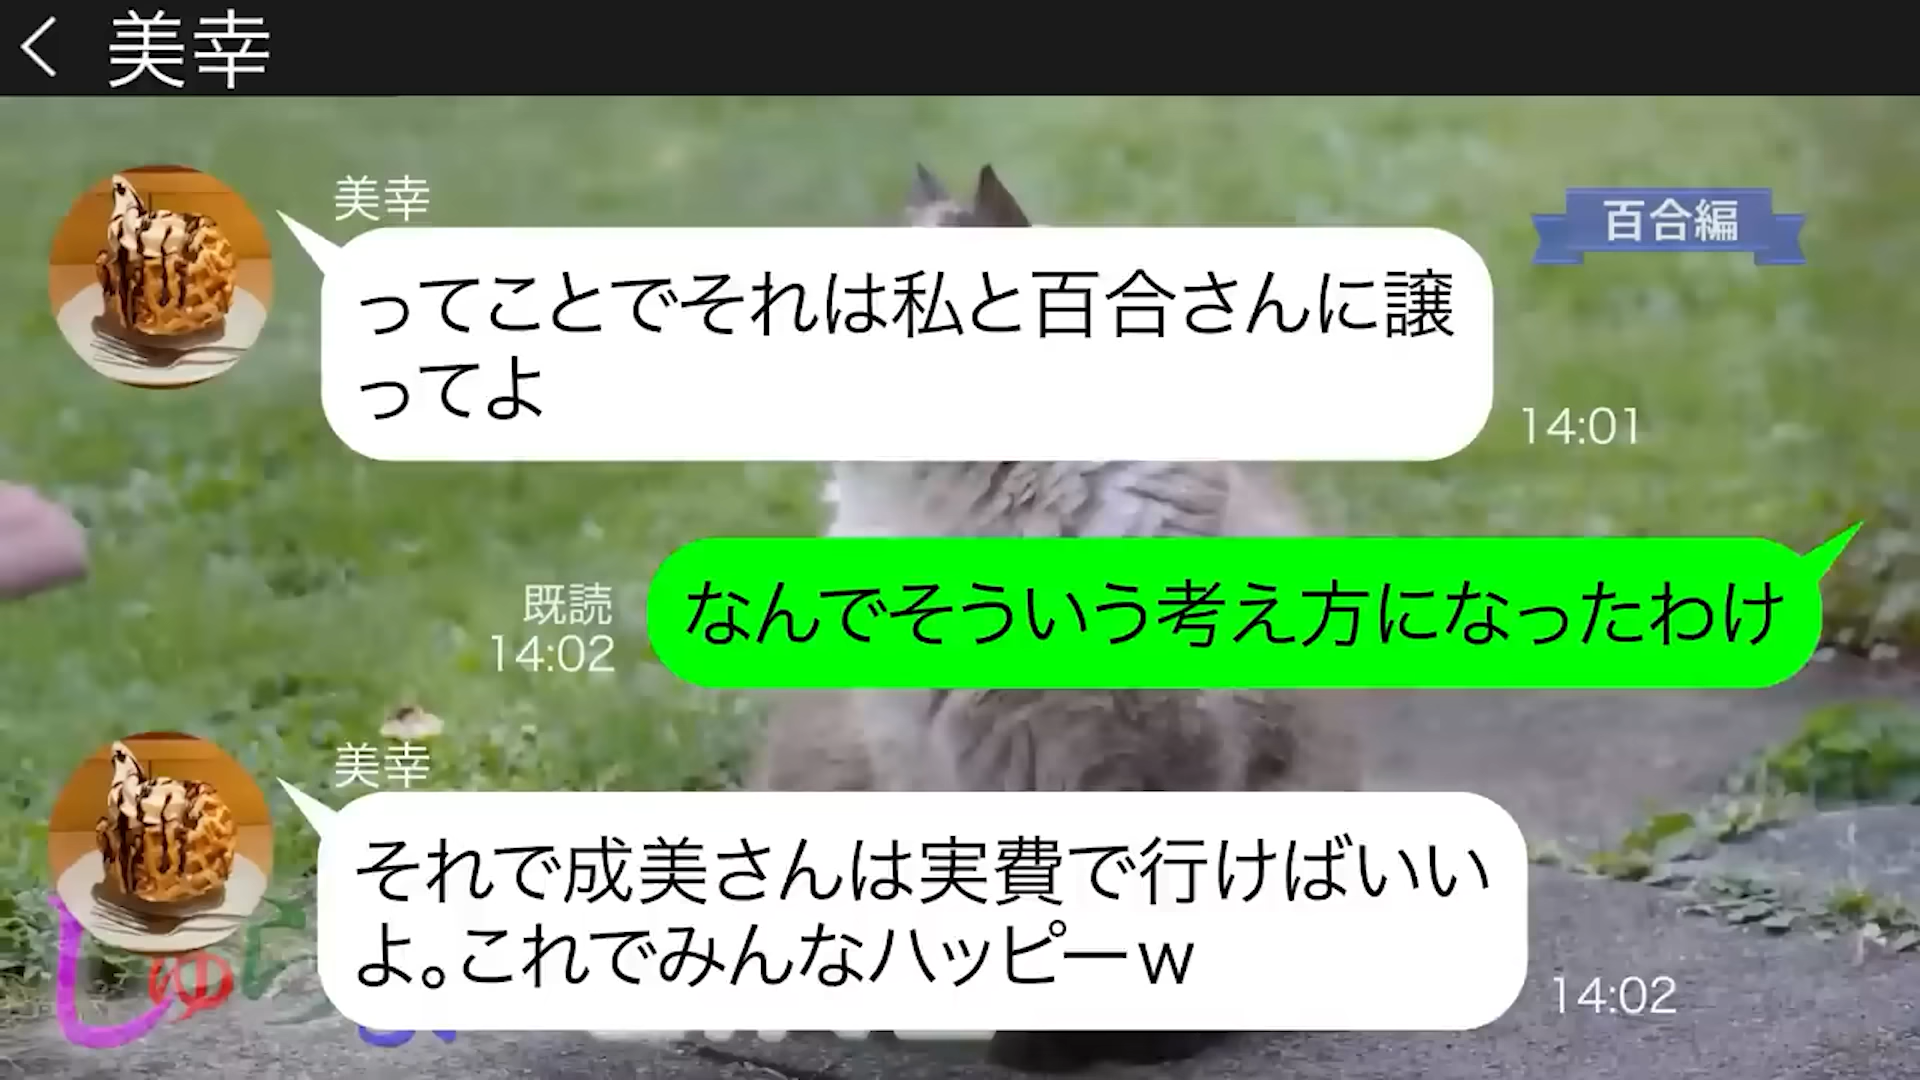 美幸
美幸
百合編
ってことでそれは私と百合さんに譲
ってよ
14:01
なんでそういう考え方になったわけ
既読
14:02
美幸
それで成美さんは実費で行けばいい
よ。これでみんなハッピーw
14:02
しゅ